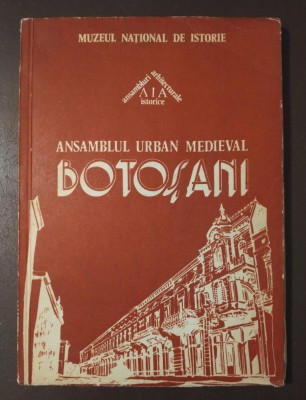 MUZEUL NAȚIONAL DE ISTORIE
ansambluri arhitecturale
AIA
istorice
ANSAMBLUL URBAN MEDIEVAL
BOTOȘANI